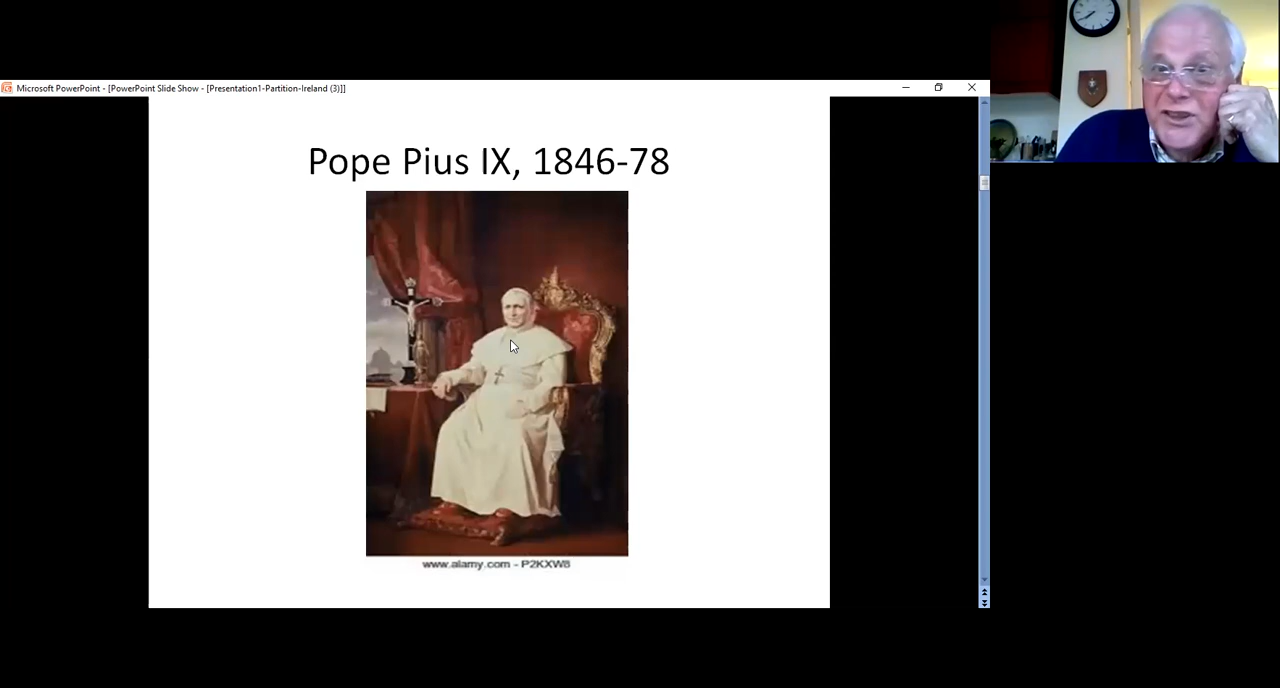 Microsoft PowerPoint - [PowerPoint Slide Show - [Presentation1-Partition-Ireland (3)]]
Pope Pius IX, 1846-78
www.alamy.com - P2KXW8